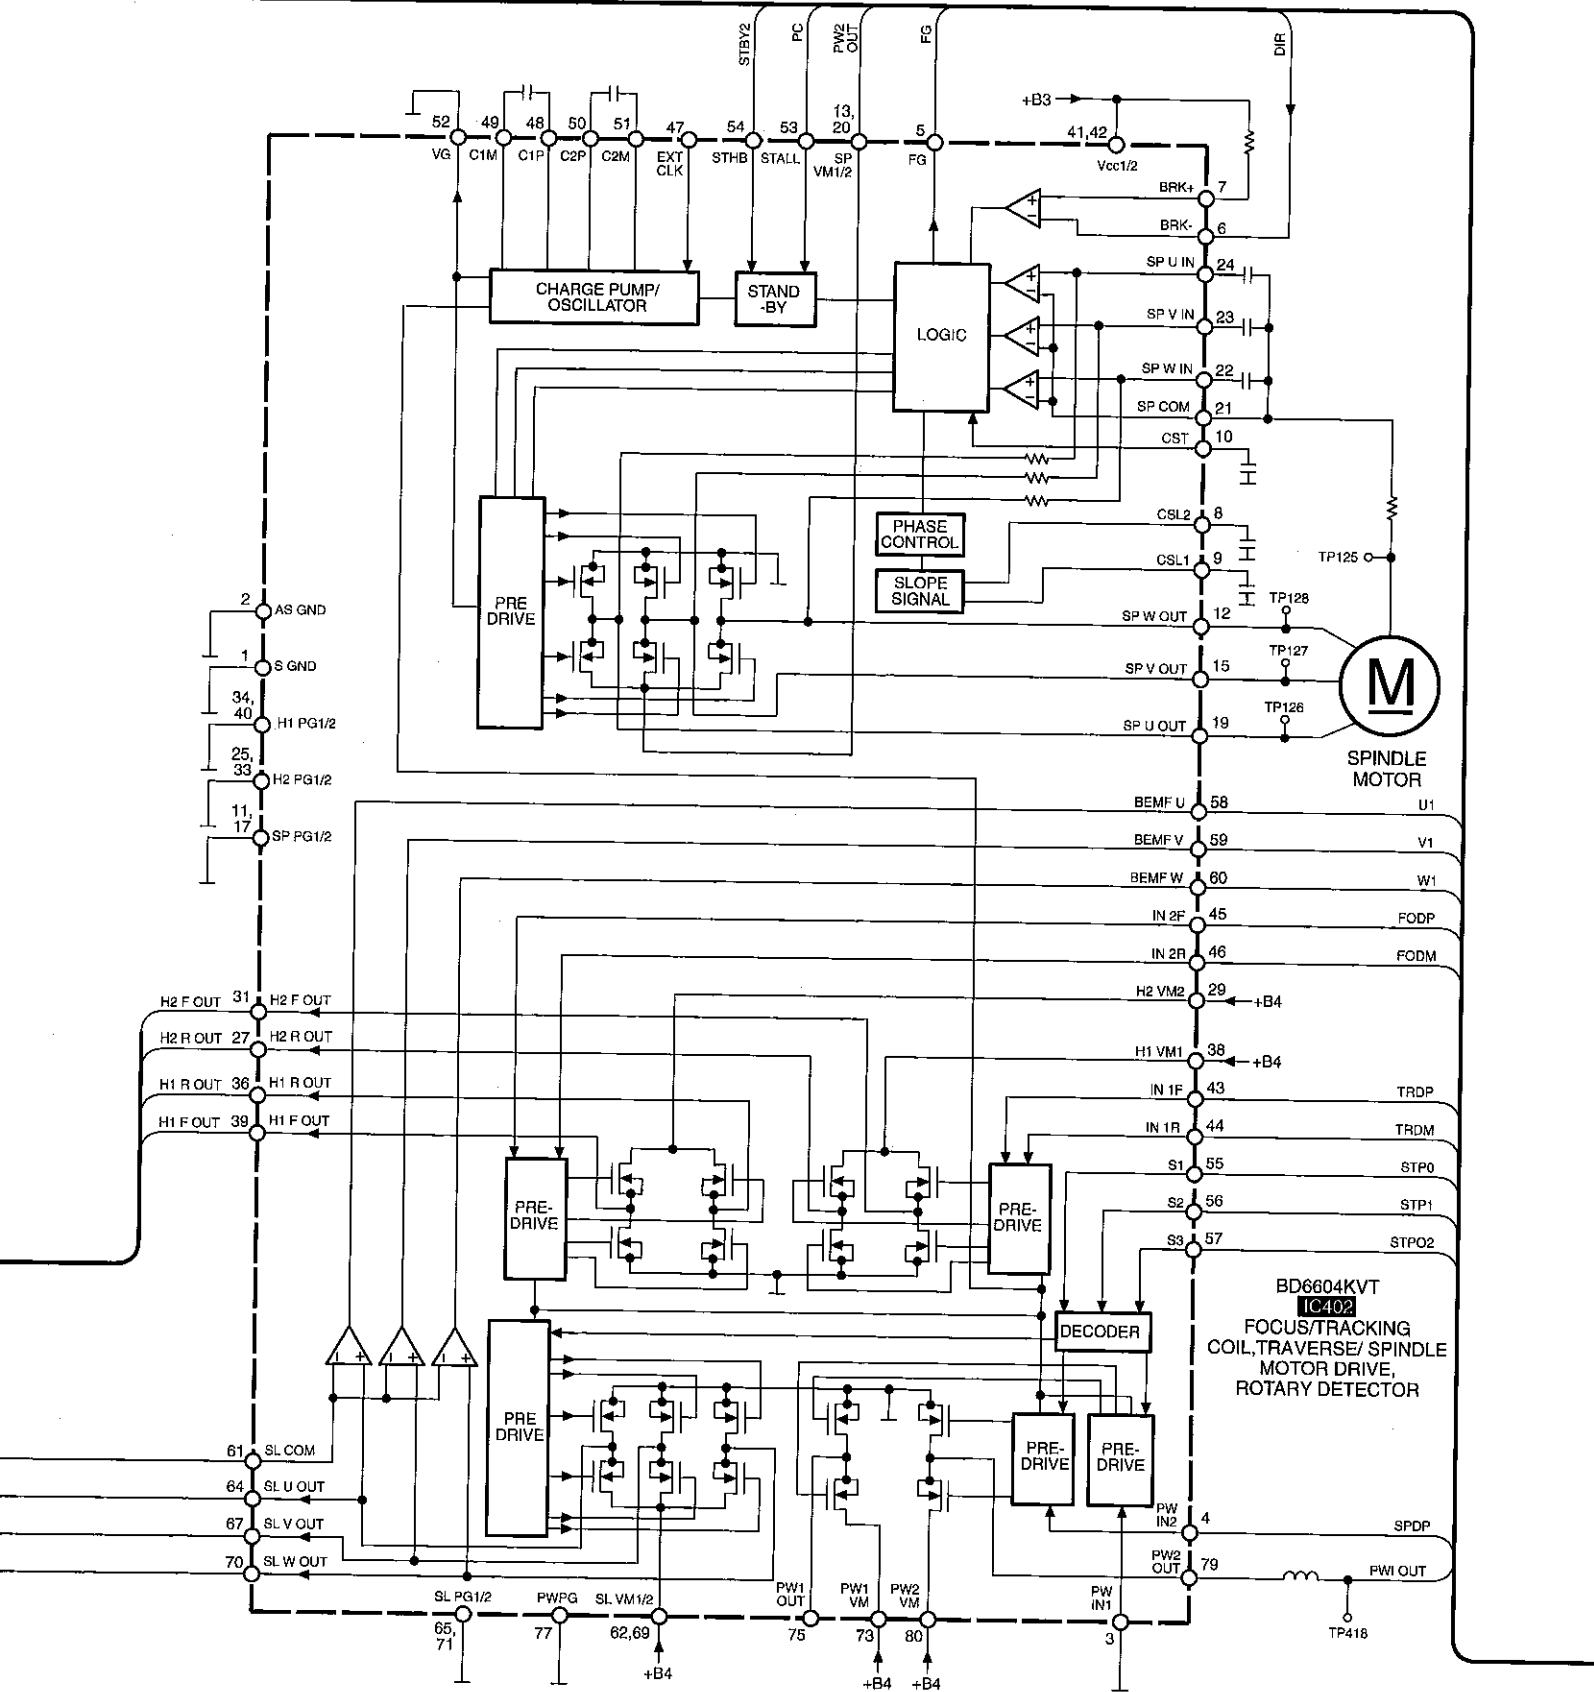 STBY2
PC
PW2
OUT
FG
DIR
+B3
52
49
48
50
51
47
54
53
13,
20
5
41,42
VG
C1M
C1P
C2P
C2M
EXT
CLK
STHB
STALL
SP
VM1/2
FG
Vcc1/2
BRK+
7
BRK-
6
SP U IN
24
CHARGE PUMP/
OSCILLATOR
STAND
-BY
LOGIC
SP V IN
23
SP W IN
22
SP COM
21
CST
10
PRE
DRIVE
PHASE
CONTROL
SLOPE
SIGNAL
CSL2
8
CSL1
9
TP125
TP128
SP W OUT
12
TP127
SP V OUT
15
TP126
SP U OUT
19
M
SPINDLE
MOTOR
2
AS GND
1
S GND
34,
40
H1 PG1/2
25,
33
H2 PG1/2
11,
17
SP PG1/2
BEMF U
58
U1
BEMF V
59
V1
BEMF W
60
W1
IN 2F
45
FODP
IN 2R
46
FODM
H2 VM2
29
+B4
H1 VM1
38
+B4
IN 1F
43
TRDP
IN 1R
44
TRDM
S1
55
STP0
S2
56
STP1
S3
57
STPO2
H2 F OUT
31
H2 F OUT
H2 R OUT
27
H2 R OUT
H1 R OUT
36
H1 R OUT
H1 F OUT
39
H1 F OUT
PRE-
DRIVE
PRE-
DRIVE
BD6604KVT
IC402
FOCUS/TRACKING
COIL,TRAVERSE/ SPINDLE
MOTOR DRIVE,
ROTARY DETECTOR
DECODER
PRE
DRIVE
PRE-
DRIVE
PRE-
DRIVE
61
SL COM
64
SL U OUT
67
SL V OUT
70
SL W OUT
PW
IN2
4
SPDP
PW2
OUT
79
PWI OUT
TP418
SL PG1/2
65,
71
PWPG
77
SL VM1/2
62,69
+B4
PW1
OUT
75
PW1
VM
73
+B4
PW2
VM
80
+B4
PW
IN1
3